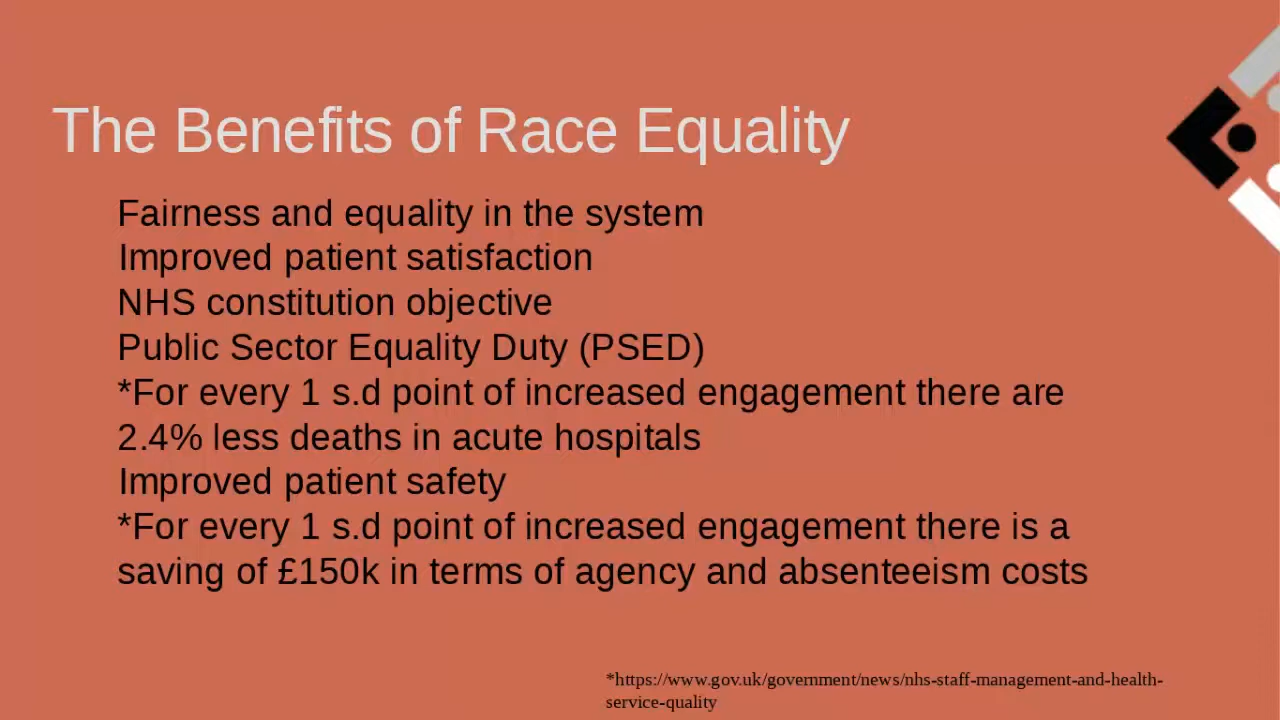 The Benefits of Race Equality
Fairness and equality in the system
Improved patient satisfaction
NHS constitution objective
Public Sector Equality Duty (PSED)
*For every 1 s.d point of increased engagement there are
2.4% less deaths in acute hospitals
Improved patient safety
*For every 1 s.d point of increased engagement there is a
saving of £150k in terms of agency and absenteeism costs
*https://www.gov.uk/government/news/nhs-staff-management-and-health-
service-quality